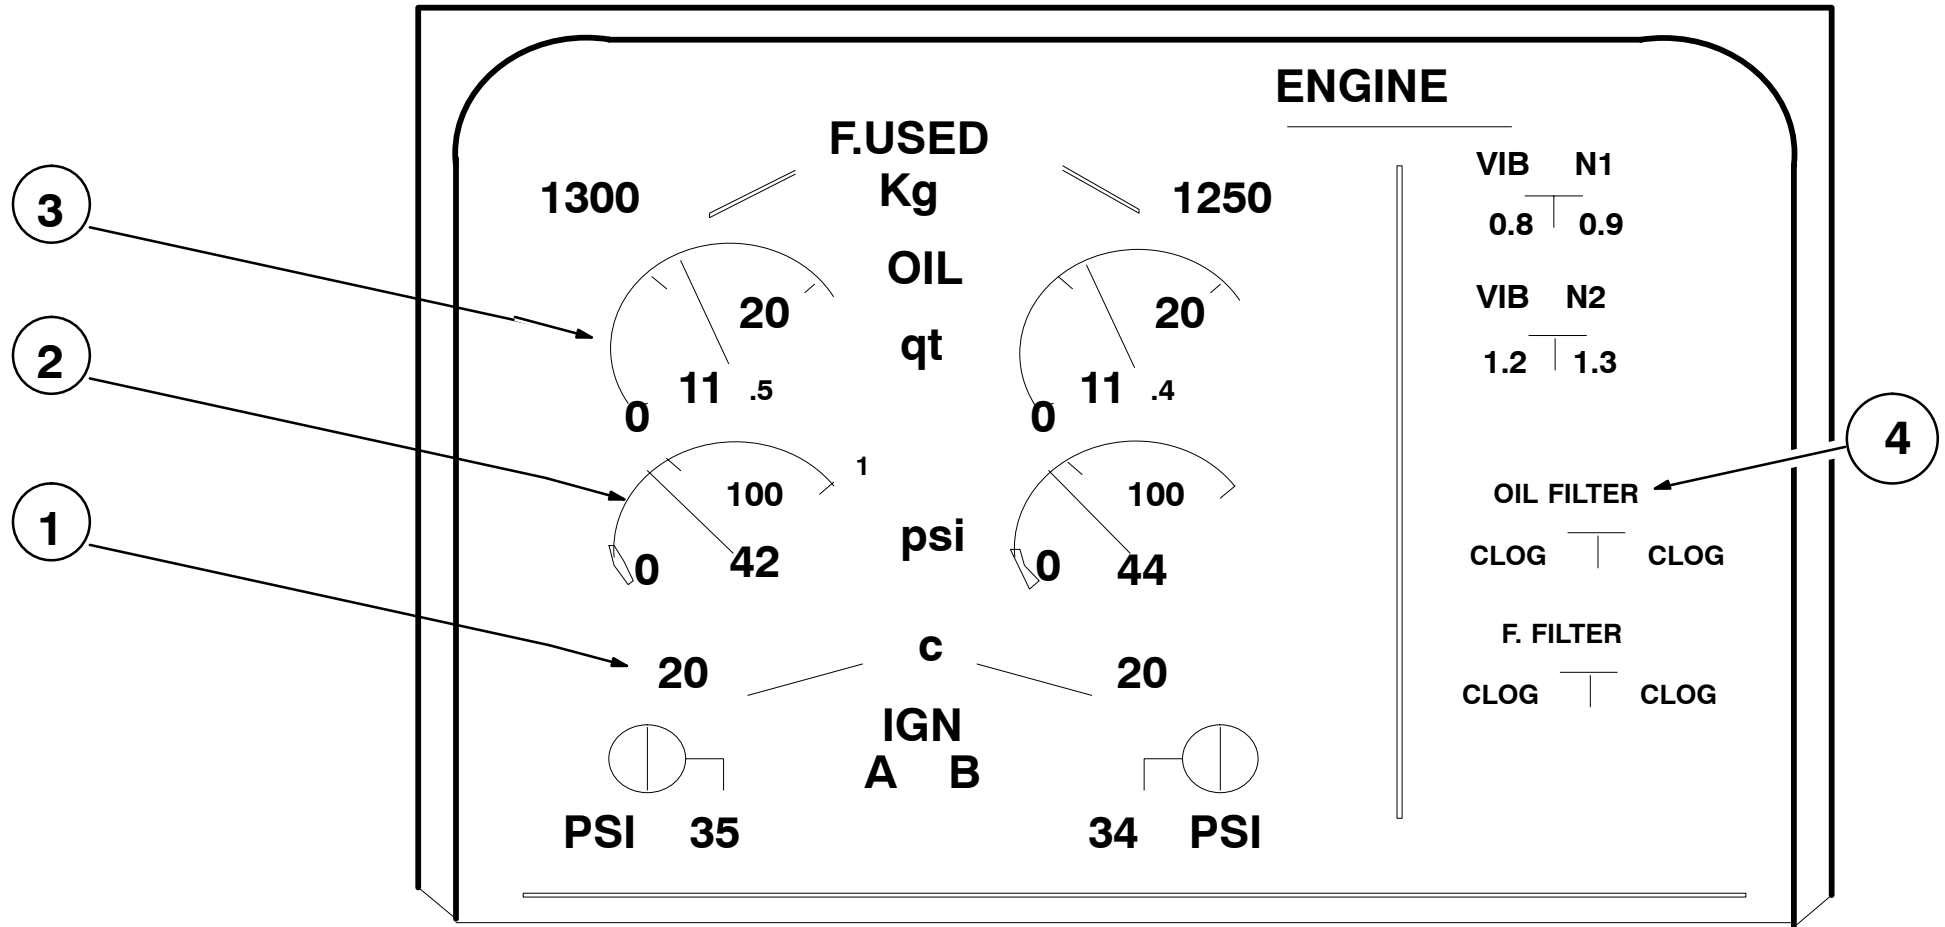 ENGINE
F.USED
1300 Kg 1250
OIL
20 qt 20
11 .5 11 .4
0 0
1
100 100
psi
0 42 0 44
c
20 20
IGN
A B
PSI 35 34 PSI
VIB N1
0.8 0.9
VIB N2
1.2 1.3
OIL FILTER
CLOG CLOG
F. FILTER
CLOG CLOG
3
2
1
4